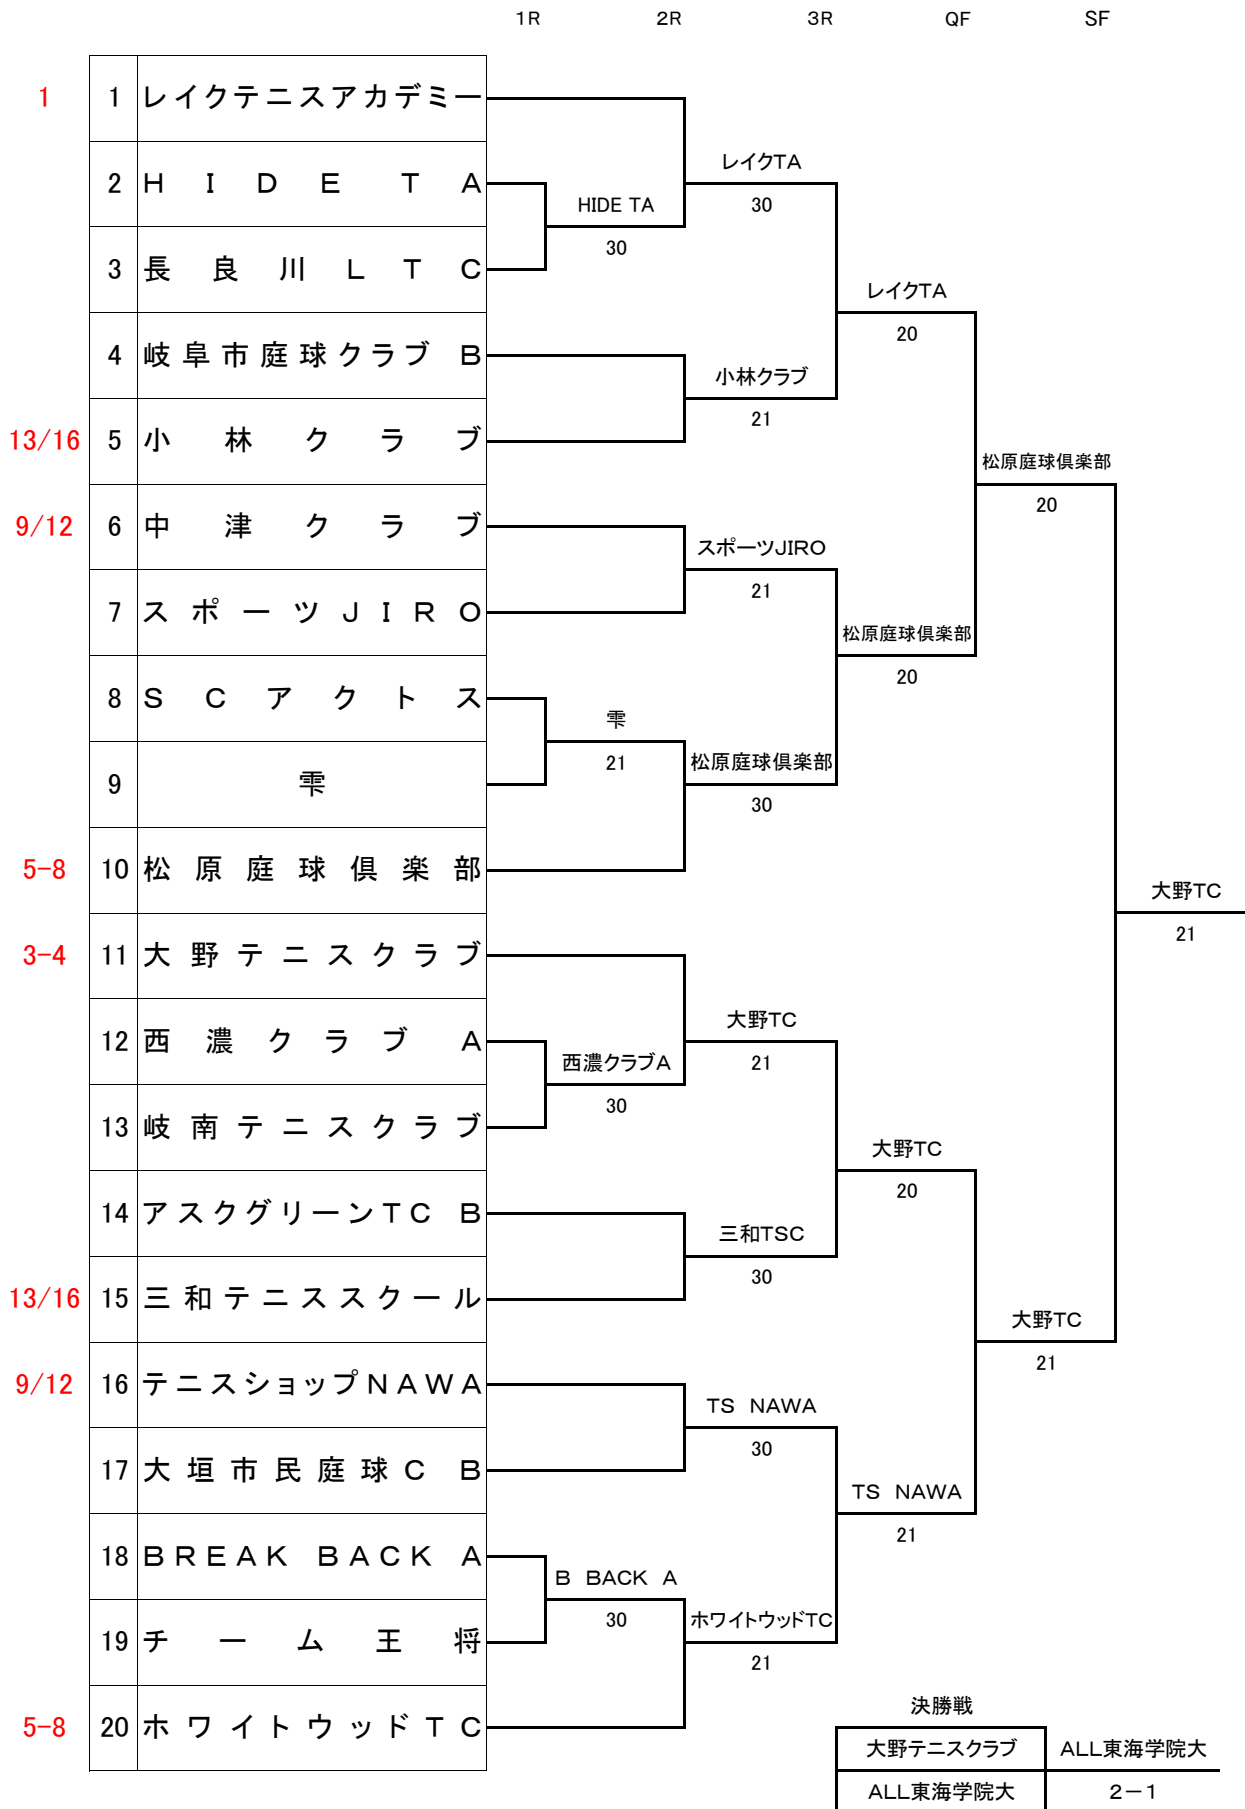 1R 2R 3R QF SF
1 1 レイクテニスアカデミー
レイクTA
2 HIDE TA
HIDE TA 30
30
3 長良川LTC
レイクTA
20
4 岐阜市庭球クラブ B
小林クラブ
21
13/16 5 小林クラブ
松原庭球倶楽部
20
9/12 6 中津クラブ
スポーツJIRO
21
7 スポーツJIRO
松原庭球倶楽部
20
8 SCアクトス
雫
21 松原庭球倶楽部
9 雫
30
5-8 10 松原庭球倶楽部
大野TC
21
3-4 11 大野テニスクラブ
大野TC
12 西濃クラブ A
西濃クラブA 21
30
13 岐南テニスクラブ
大野TC
20
14 アスクグリーンTC B
三和TSC
30
13/16 15 三和テニススクール
大野TC
21
9/12 16 テニスショップNAWA
TS NAWA
30
17 大垣市民庭球C B
TS NAWA
21
18 BREAK BACK A
B BACK A
30 ホワイトウッドTC
19 チーム王将
21
決勝戦
5-8 20 ホワイトウッドTC
大野テニスクラブ ALL東海学院大
ALL東海学院大 2-1